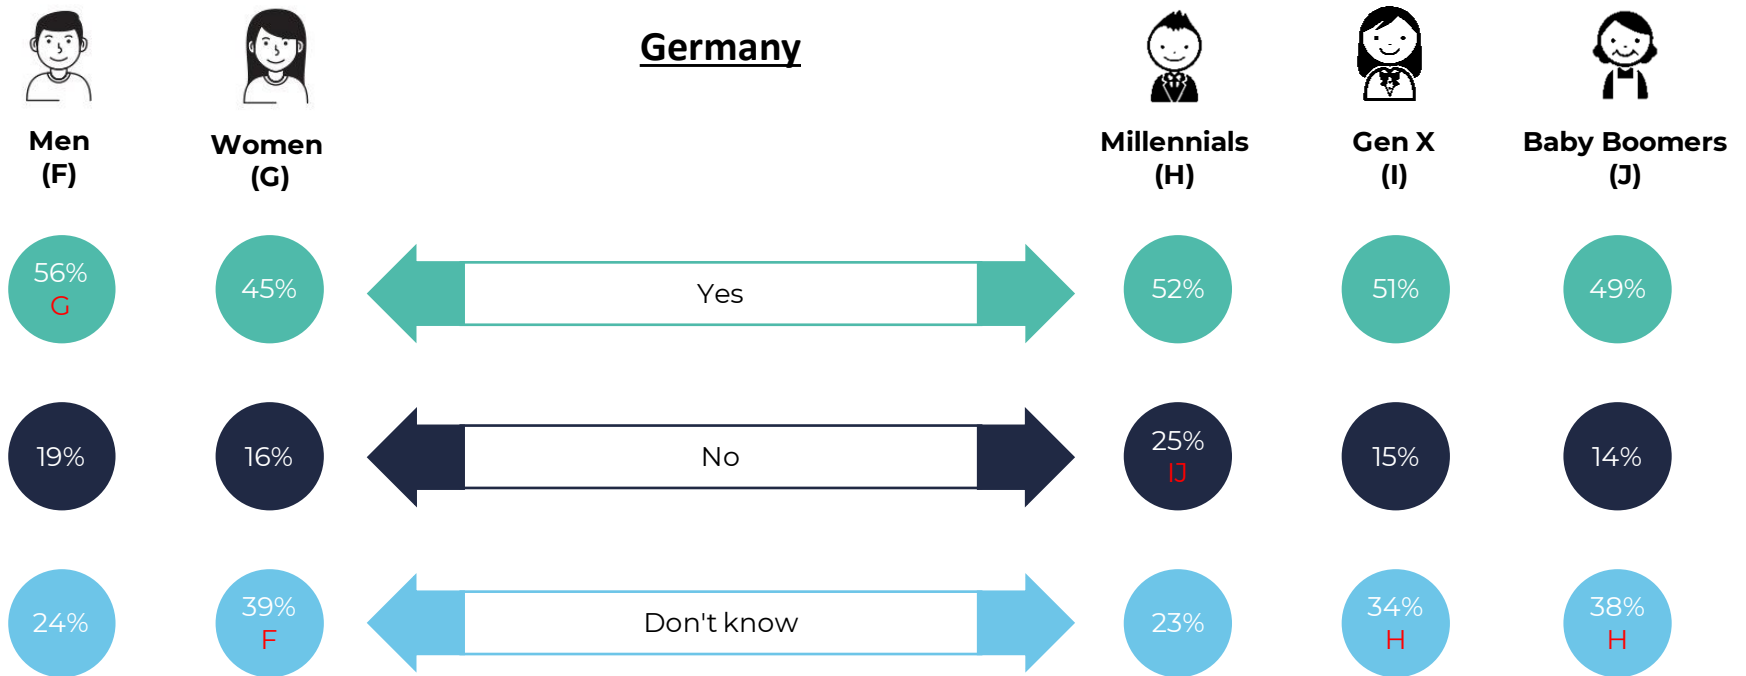 Germany
Men
(F)
Women
(G)
Millennials
(H)
Gen X
(I)
Baby Boomers
(J)
56%
G
45%
Yes
52%
51%
49%
19%
16%
No
25%
IJ
15%
14%
24%
39%
F
Don't know
23%
34%
H
38%
H